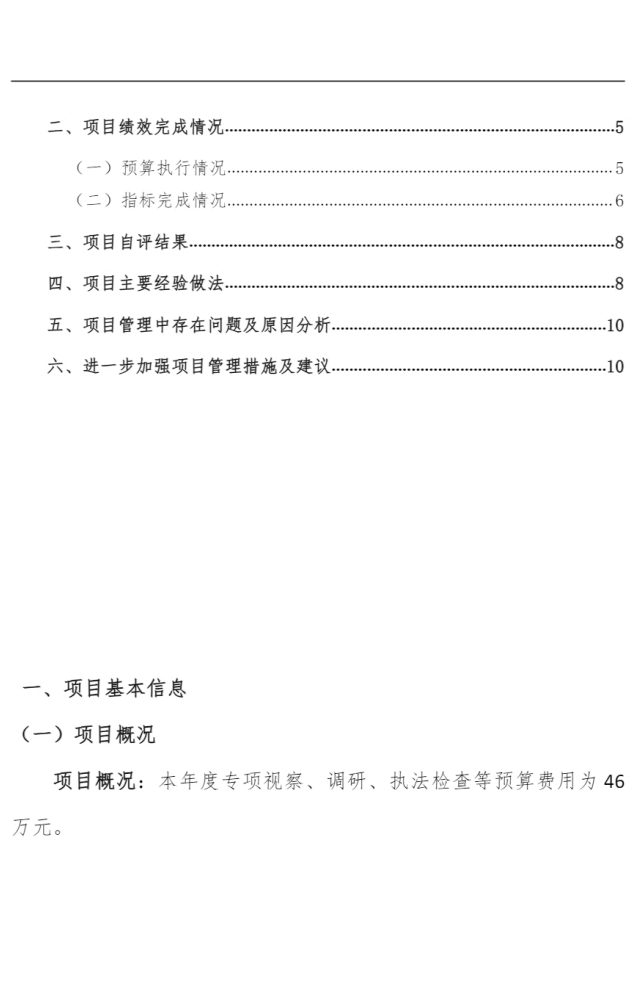 二、项目绩效完成情况........................................................................................5
（一）预算执行情况........................................................................................5
（二）指标完成情况........................................................................................6
三、项目自评结果........................................................................................8
四、项目主要经验做法........................................................................................8
五、项目管理中存在问题及原因分析..............................................................10
六、进一步加强项目管理措施及建议..............................................................10
一、项目基本信息
（一）项目概况
项目概况：本年度专项视察、调研、执法检查等预算费用为 46
万元。